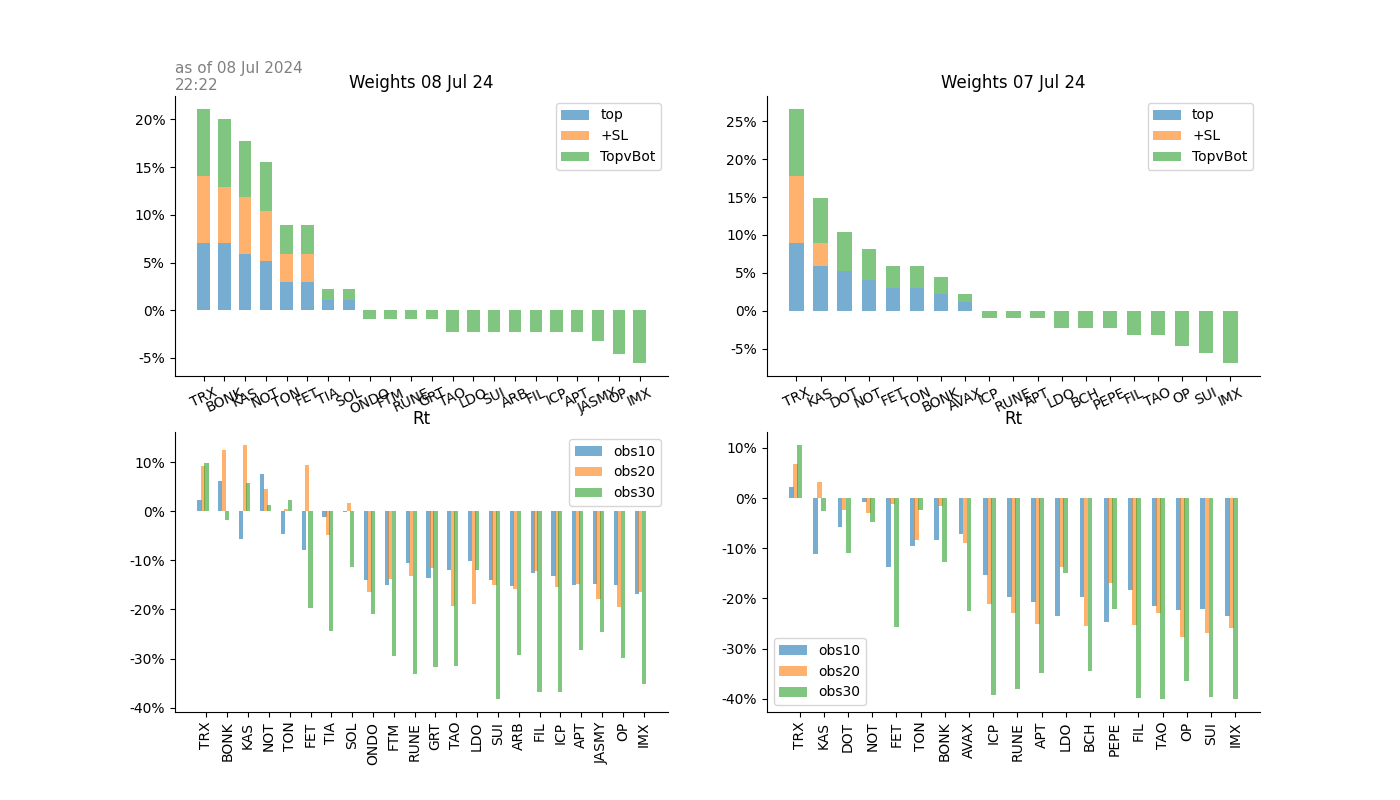 as of 08 Jul 2024
22:22
Weights 08 Jul 24
20%
15%
10%
5%
0%
-5%
top
+SL
TopvBot
TRX BONK KAS NOT TON FET TIA SOL ONDO FTM RUNE GRT TAO LDO SUI ARB FIL ICP APT JASMY OP IMX
Weights 07 Jul 24
25%
20%
15%
10%
5%
0%
-5%
top
+SL
TopvBot
TRX KAS DOT NOT FET TON BONK AVAX ICP RUNE APT LDO BCH PEPE FIL TAO OP SUI IMX
Rt
10%
0%
-10%
-20%
-30%
-40%
obs10
obs20
obs30
TRX BONK KAS NOT TON FET TIA SOL ONDO FTM RUNE GRT TAO LDO SUI ARB FIL ICP APT JASMY OP IMX
Rt
10%
0%
-10%
-20%
-30%
-40%
obs10
obs20
obs30
TRX KAS DOT NOT FET TON BONK AVAX ICP RUNE APT LDO BCH PEPE FIL TAO OP SUI IMX